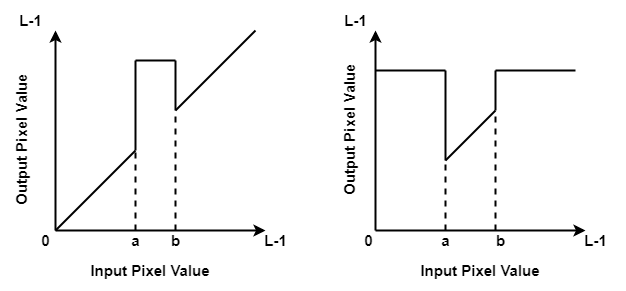 L-1
Output Pixel Value
0
a
b
L-1
Input Pixel Value
L-1
Output Pixel Value
0
a
b
L-1
Input Pixel Value